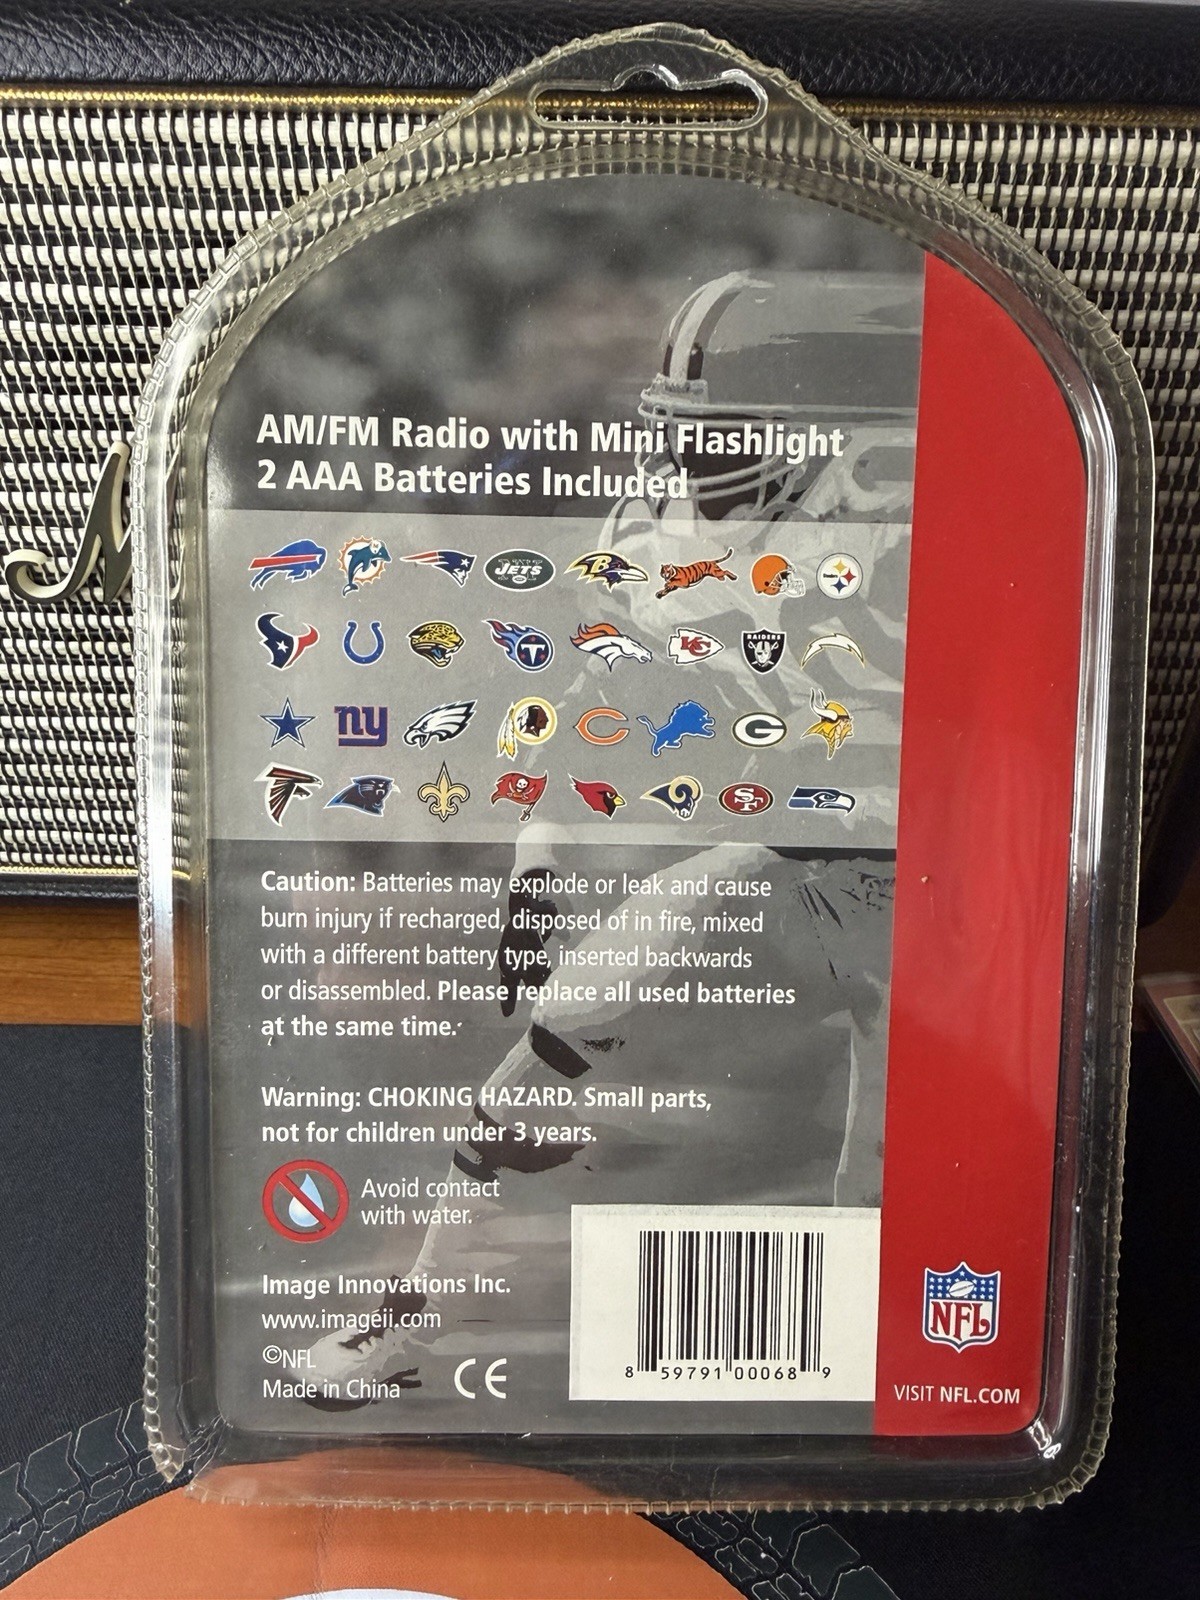 AM/FM Radio with Mini Flashlight
2 AAA Batteries Included
JETS
B
T
KC
RAIDERS
ny
C
G
SF
Caution: Batteries may explode or leak and cause
burn injury if recharged, disposed of in fire, mixed
with a different battery type, inserted backwards
or disassembled. Please replace all used batteries
at the same time.
Warning: CHOKING HAZARD. Small parts,
not for children under 3 years.
Avoid contact
with water.
Image Innovations Inc.
www.imageii.com
©NFL
Made in China
CE
8 59791 00068 9
NFL
VISIT NFL.COM